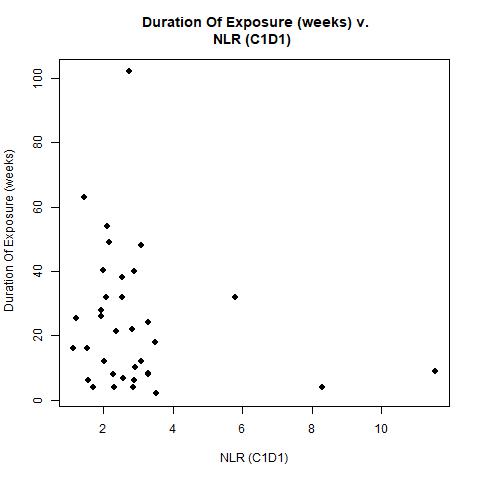 Duration Of Exposure (weeks) v.
NLR (C1D1)
Duration Of Exposure (weeks)
100
80
60
40
20
0
2 4 6 8 10
NLR (C1D1)